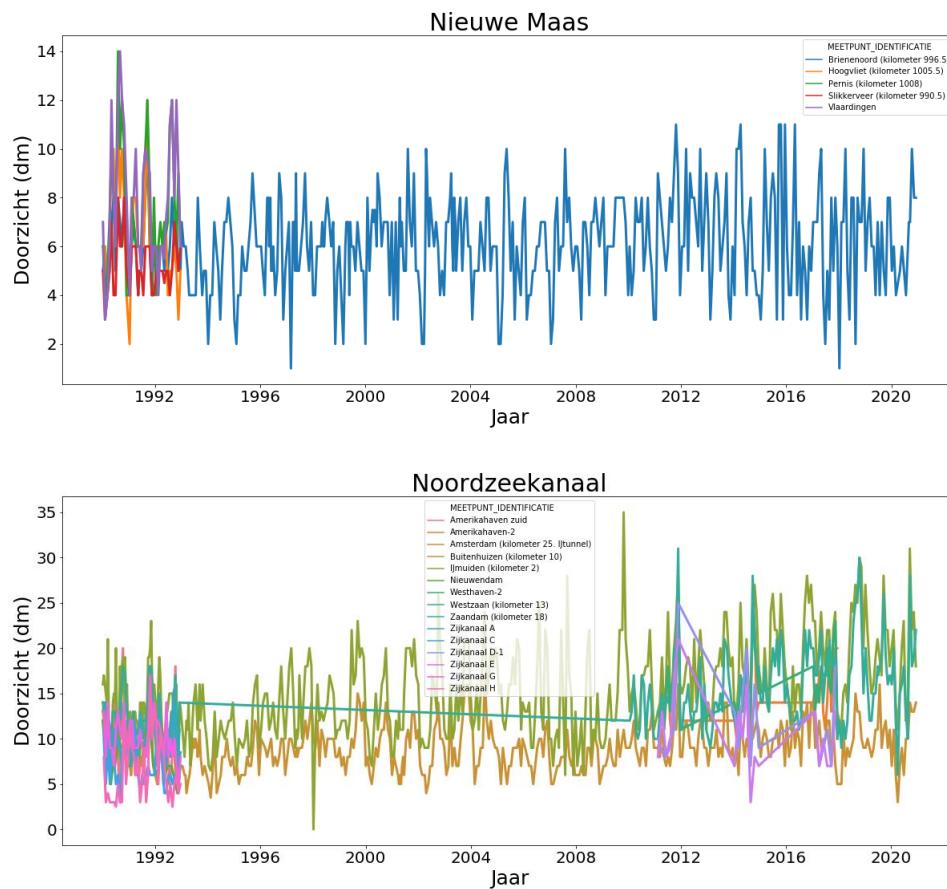 Nieuwe Maas
14
12
10
8
6
4
2
Doorzicht (dm)
MEETPUNT_IDENTIFICATIE
Brienenoord (kilometer 996.5
Hoogvliet (kilometer 1005.5)
Pernis (kilometer 1008)
Slikkerveer (kilometer 990.5)
Vlaardingen
1992 1996 2000 2004 2008 2012 2016 2020
Jaar
Noordzeekanaal
35
30
25
20
15
10
5
0
Doorzicht (dm)
MEETPUNT_IDENTIFICATIE
Amerikahaven zuid
Amerikahaven-2
Amsterdam (kilometer 25. IJtunnel)
Buitenhuizen (kilometer 10)
IJmuiden (kilometer 2)
Nieuwendam
Westhaven-2
Westzaan (kilometer 13)
Zaandam (kilometer 18)
Zijkanaal A
Zijkanaal C
Zijkanaal D-1
Zijkanaal E
Zijkanaal G
Zijkanaal H
1992 1996 2000 2004 2008 2012 2016 2020
Jaar